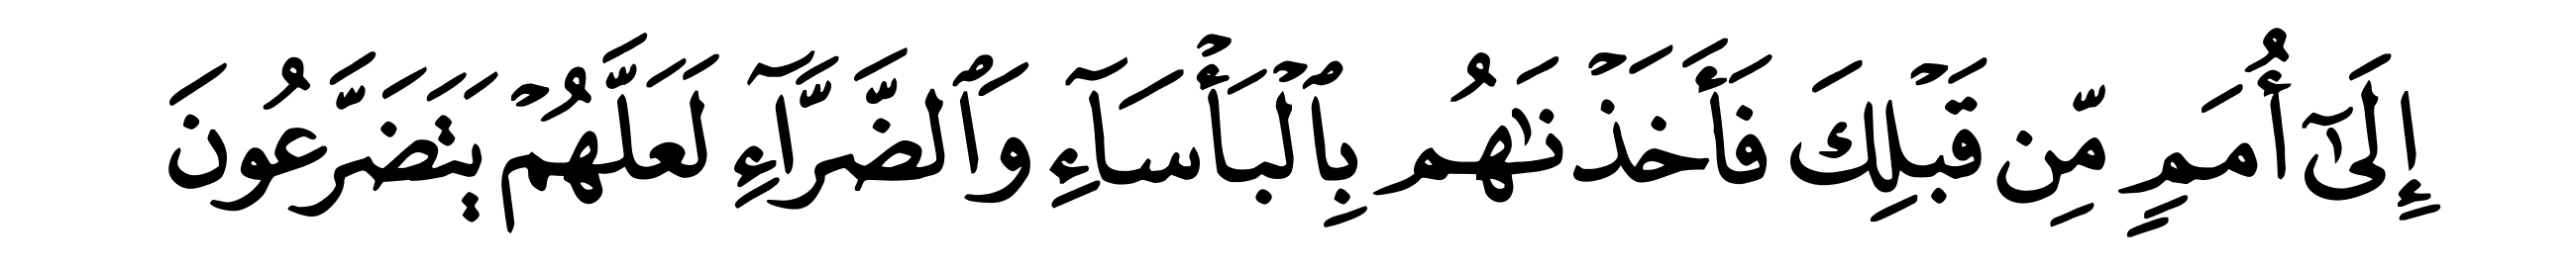 إِلَىٰٓ أُمَمٍ مِّن قَبْلِكَ فَأَخَذْنَٰهُم بِٱلْبَأْسَآءِ وَٱلضَّرَّآءِ لَعَلَّهُمْ يَتَضَرَّعُونَ